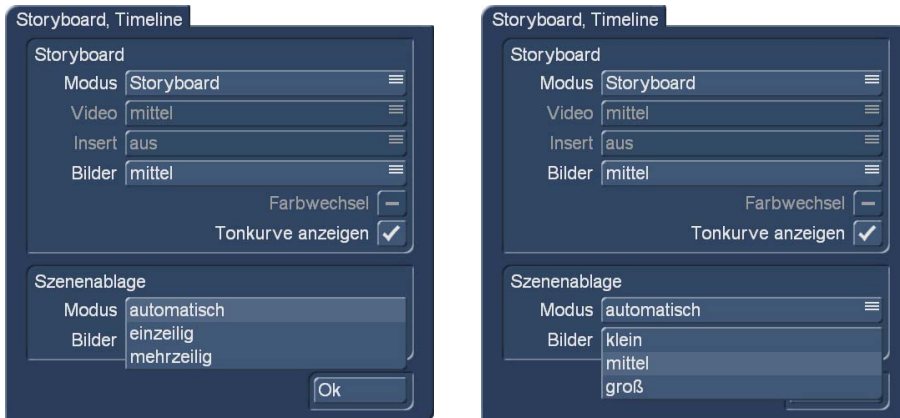 Storyboard, Timeline
Storyboard
Modus Storyboard
Video mittel
Insert aus
Bilder mittel
Farbwechsel
Tonkurve anzeigen
Szenenablage
Modus automatisch
einzeilig
Bilder
mehrzeilig
Ok
Storyboard, Timeline
Storyboard
Modus Storyboard
Video mittel
Insert aus
Bilder mittel
Farbwechsel
Tonkurve anzeigen
Szenenablage
Modus automatisch
Bilder klein
mittel
groß